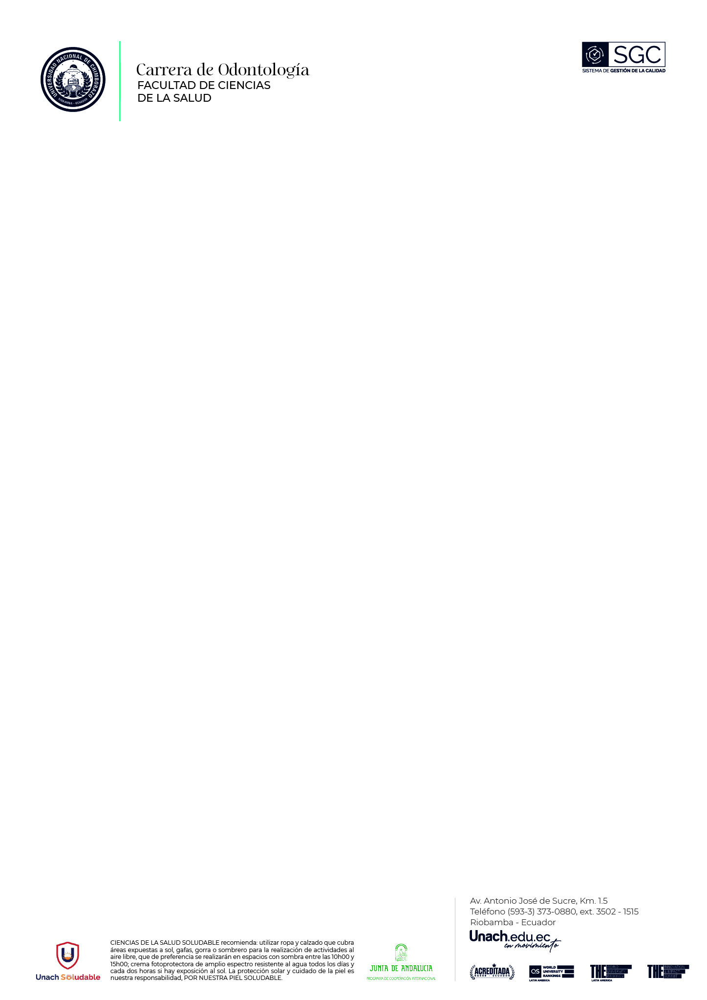 UNIVERSIDAD NACIONAL DE CHIMBORAZO
RIOBAMBA - ECUADOR
Carrera de Odontología
FACULTAD DE CIENCIAS
DE LA SALUD
SGC
SISTEMA DE GESTIÓN DE LA CALIDAD
Av. Antonio José de Sucre, Km. 1.5
Teléfono (593-3) 373-0880, ext. 3502 - 1515
Riobamba - Ecuador
Unach.edu.ec
en movimiento
U
Unach Soludable
CIENCIAS DE LA SALUD SOLUDABLE recomienda: utilizar ropa y calzado que cubra
áreas expuestas a sol, gafas, gorra o sombrero para la realización de actividades al
aire libre, que de preferencia se realizarán en espacios con sombra entre las 10h00 y
15h00; crema fotoprotectora de amplio espectro resistente al agua todos los días y
cada dos horas si hay exposición al sol. La protección solar y cuidado de la piel es
nuestra responsabilidad, POR NUESTRA PIEL SOLUDABLE.
JUNTA DE ANDALUCIA
PROGRAMA DE COOPERACIÓN INTERNACIONAL
ACREDITADA
CACES - ECUADOR
QS
WORLD
UNIVERSITY
RANKINGS
LATIN AMERICA
THE
WORLD
UNIVERSITY
RANKINGS
LATIN AMERICA
THE
INNOVATION
& IMPACT
SUMMIT